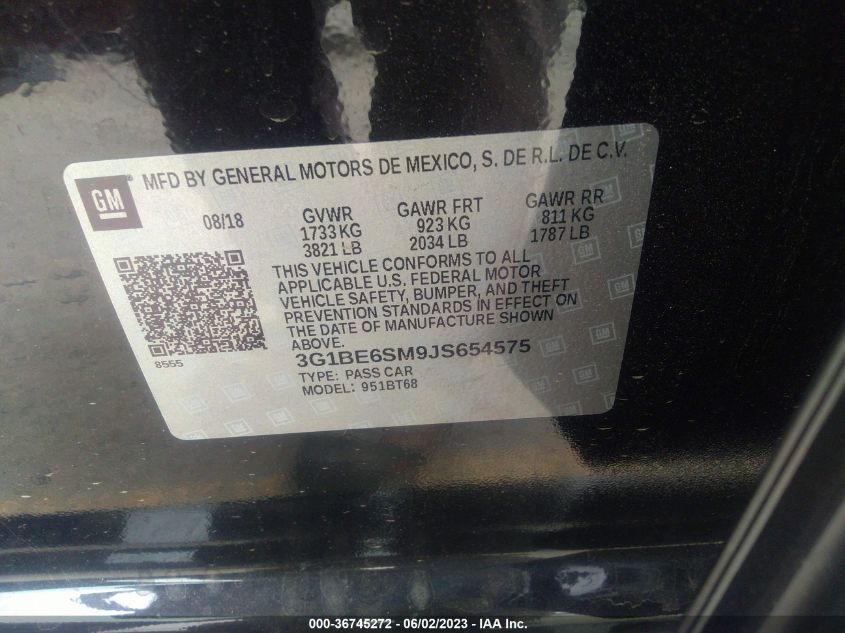 GM
MFD BY GENERAL MOTORS DE MEXICO, S. DE R.L. DE C.V.
08/18
GVWR
1733 KG
3821 LB
GAWR FRT
923 KG
2034 LB
GAWR RR
811 KG
1787 LB
THIS VEHICLE CONFORMS TO ALL
APPLICABLE U.S. FEDERAL MOTOR
VEHICLE SAFETY, BUMPER, AND THEFT
PREVENTION STANDARDS IN EFFECT ON
THE DATE OF MANUFACTURE SHOWN
ABOVE.
8555
3G1BE6SM9JS654575
TYPE: PASS CAR
MODEL: 951BT68
000-36745272 - 06/02/2023 - IAA Inc.